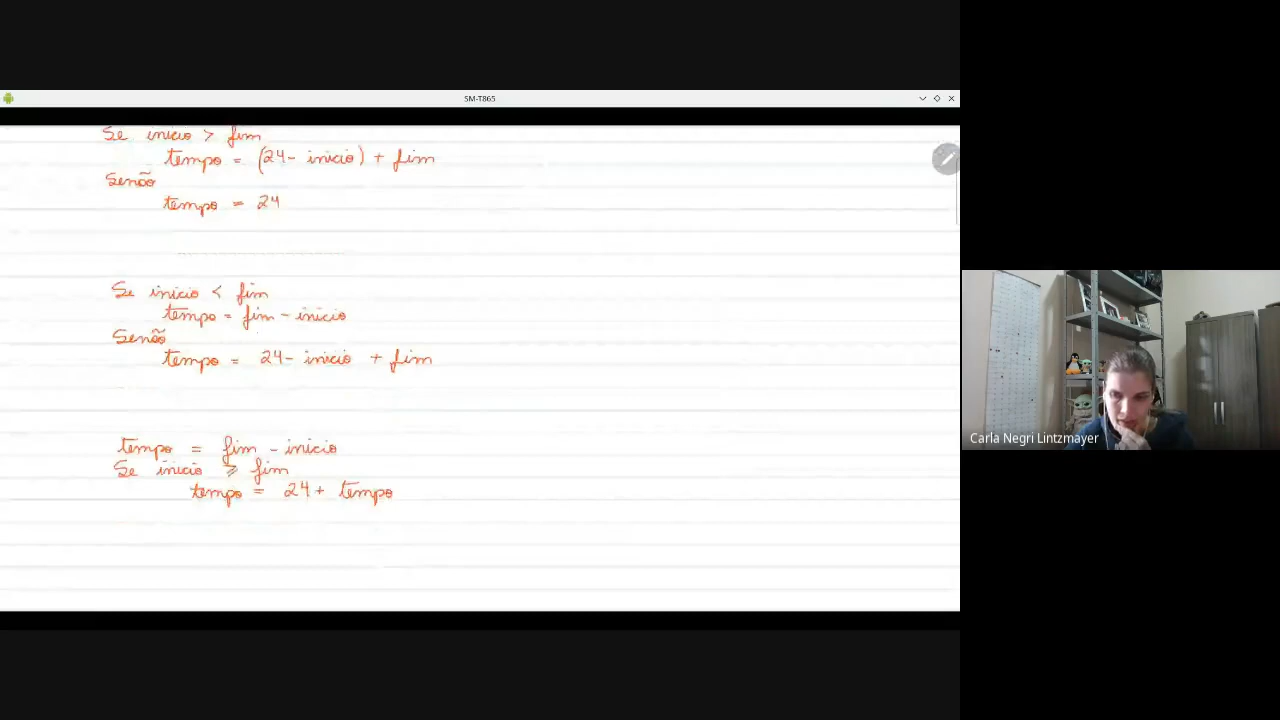 SM-T865
Se inicio > fim
tempo = (24 - inicio) + fim
Senão
tempo = 24
Se inicio < fim
tempo = fim - inicio
Senão
tempo = 24 - inicio + fim
tempo = fim - inicio
Se inicio ≥ fim
tempo = 24 + tempo
Carla Negri Lintzmayer